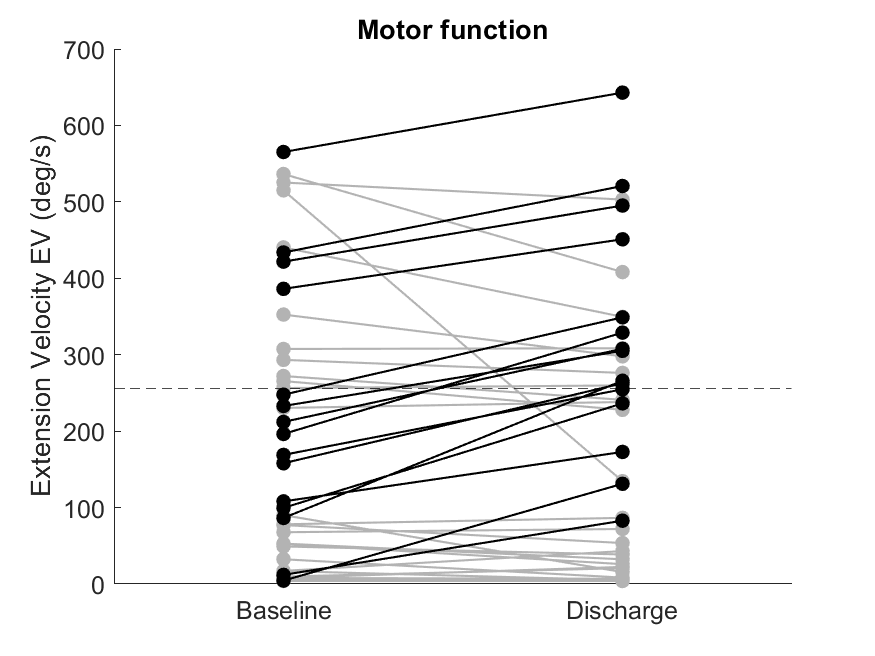 Motor function
Extension Velocity EV (deg/s)
700
600
500
400
300
200
100
0
Baseline
Discharge